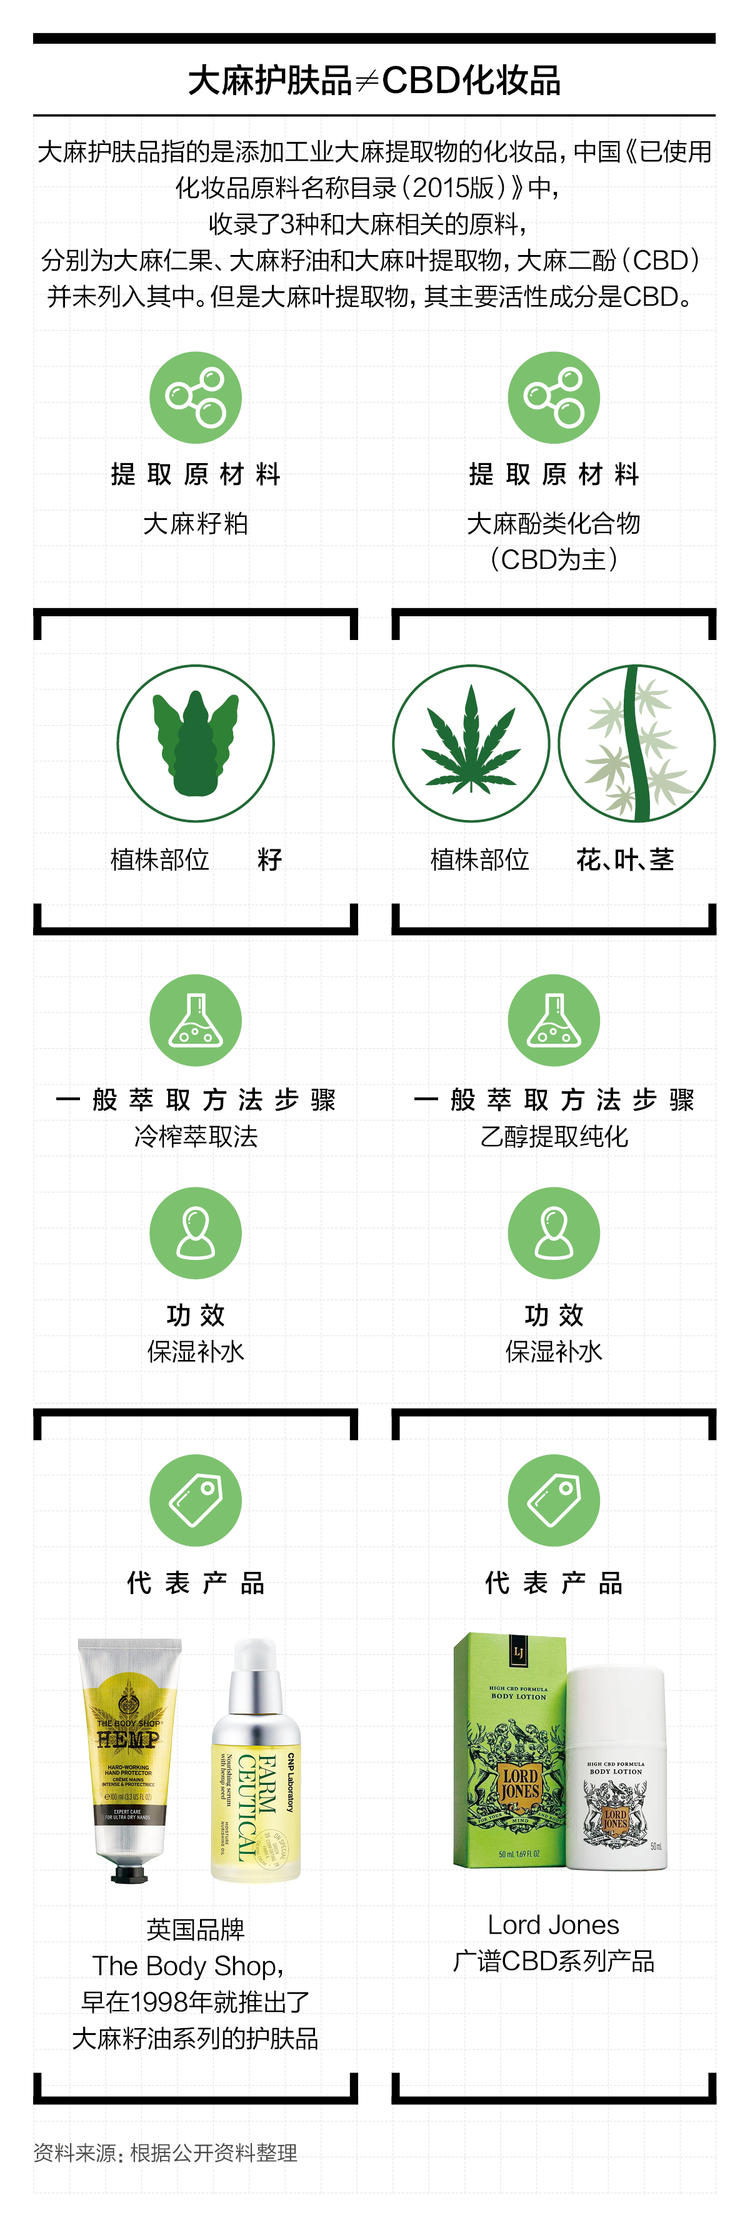 大麻护肤品≠CBD化妆品
大麻护肤品指的是添加工业大麻提取物的化妆品，中国《已使用
化妆品原料名称目录（2015版）》中，
收录了3种和大麻相关的原料，
分别为大麻仁果、大麻籽油和大麻叶提取物，大麻二酚（CBD）
并未列入其中。但是大麻叶提取物，其主要活性成分是CBD。
提取原材料
大麻籽粕
提取原材料
大麻酚类化合物
（CBD为主）
植株部位 籽
植株部位 花、叶、茎
一般萃取方法步骤
冷榨萃取法
一般萃取方法步骤
乙醇提取纯化
功效
保湿补水
功效
保湿补水
代表产品
THE BODY SHOP
HEMP
HARD-WORKING
HAND PROTECTOR
CRÈME MAINS
INTENSE & PROTECTRICE
e100 ml (3.3 US FL OZ)
EXPERT CARE
FOR ULTRA DRY HANDS
CNP Laboratory
FARM
CEUTICAL
Nourishing serum
with hemp seed
英国品牌
The Body Shop，
早在1998年就推出了
大麻籽油系列的护肤品
代表产品
LJ
HIGH CBD FORMULA
BODY LOTION
LORD
JONES
FOR YOUR MIND AND BODY
50 mL 1.69 FL OZ
HIGH CBD FORMULA
BODY LOTION
LORD
JONES
50 mL
Lord Jones
广谱CBD系列产品
资料来源：根据公开资料整理